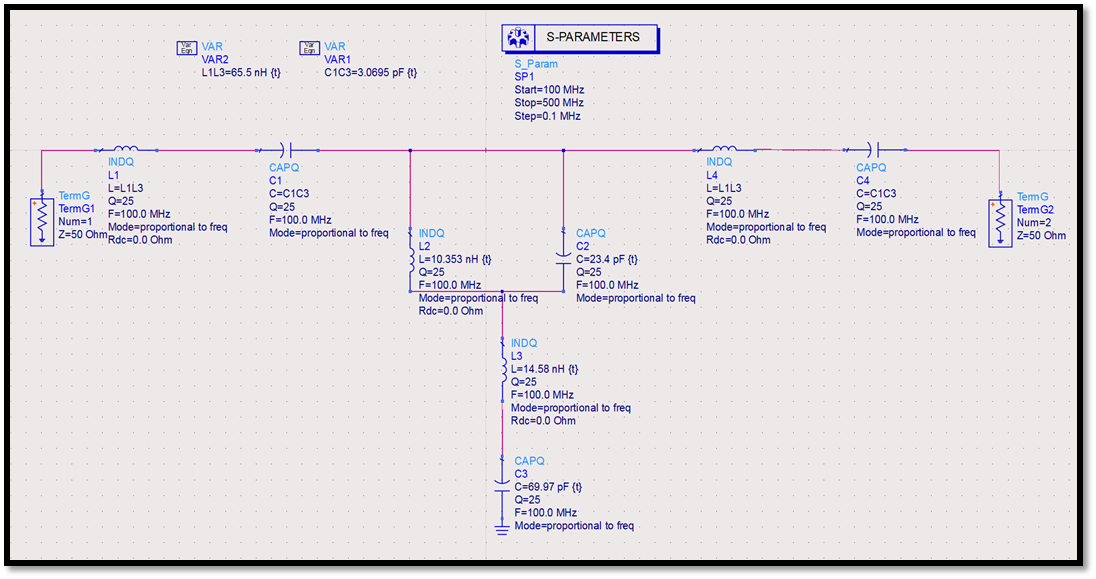 Var
Eqn
VAR
VAR2
L1L3=65.5 nH {t}
Var
Eqn
VAR
VAR1
C1C3=3.0695 pF {t}
S-PARAMETERS
S_Param
SP1
Start=100 MHz
Stop=500 MHz
Step=0.1 MHz
TermG
TermG1
Num=1
Z=50 Ohm
INDQ
L1
L=L1L3
Q=25
F=100.0 MHz
Mode=proportional to freq
Rdc=0.0 Ohm
CAPQ
C1
C=C1C3
Q=25
F=100.0 MHz
Mode=proportional to freq
INDQ
L2
L=10.353 nH {t}
Q=25
F=100.0 MHz
Mode=proportional to freq
Rdc=0.0 Ohm
CAPQ
C2
C=23.4 pF {t}
Q=25
F=100.0 MHz
Mode=proportional to freq
INDQ
L3
L=14.58 nH {t}
Q=25
F=100.0 MHz
Mode=proportional to freq
Rdc=0.0 Ohm
CAPQ
C3
C=69.97 pF {t}
Q=25
F=100.0 MHz
Mode=proportional to freq
INDQ
L4
L=L1L3
Q=25
F=100.0 MHz
Mode=proportional to freq
Rdc=0.0 Ohm
CAPQ
C4
C=C1C3
Q=25
F=100.0 MHz
Mode=proportional to freq
TermG
TermG2
Num=2
Z=50 Ohm